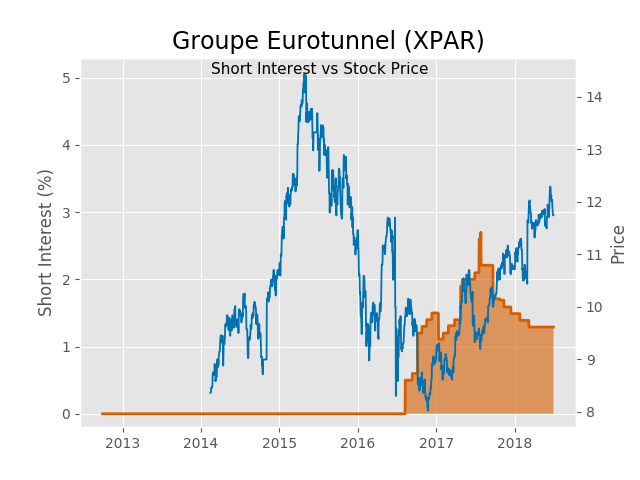 Groupe Eurotunnel (XPAR)
Short Interest vs Stock Price
Short Interest (%)
5
4
3
2
1
0
14
13
12
11
10
9
8
Price
2013 2014 2015 2016 2017 2018